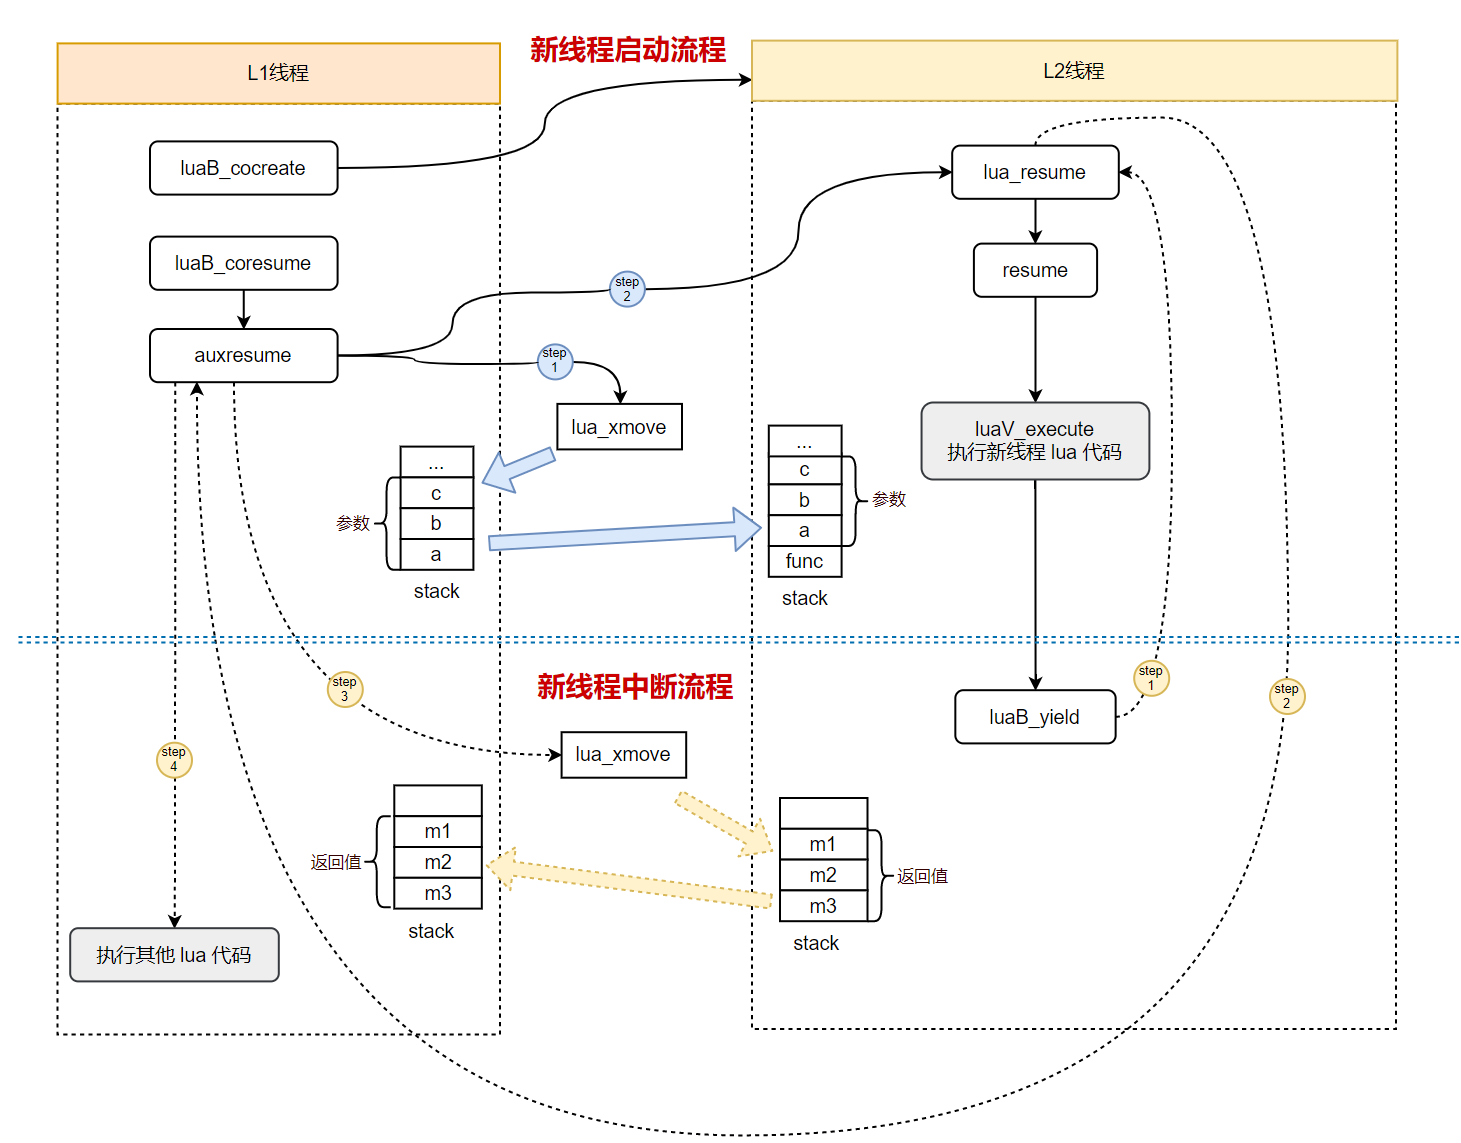 新线程启动流程
L1线程
L2线程
luaB_cocreate
lua_resume
luaB_coresume
resume
step
2
auxresume
step
1
lua_xmove
luaV_execute
执行新线程 lua 代码
...
c
b
a
参数
stack
...
c
b
a
func
参数
stack
新线程中断流程
step
3
step
1
step
2
luaB_yield
step
4
lua_xmove
m1
m2
m3
返回值
stack
m1
m2
m3
返回值
stack
执行其他 lua 代码